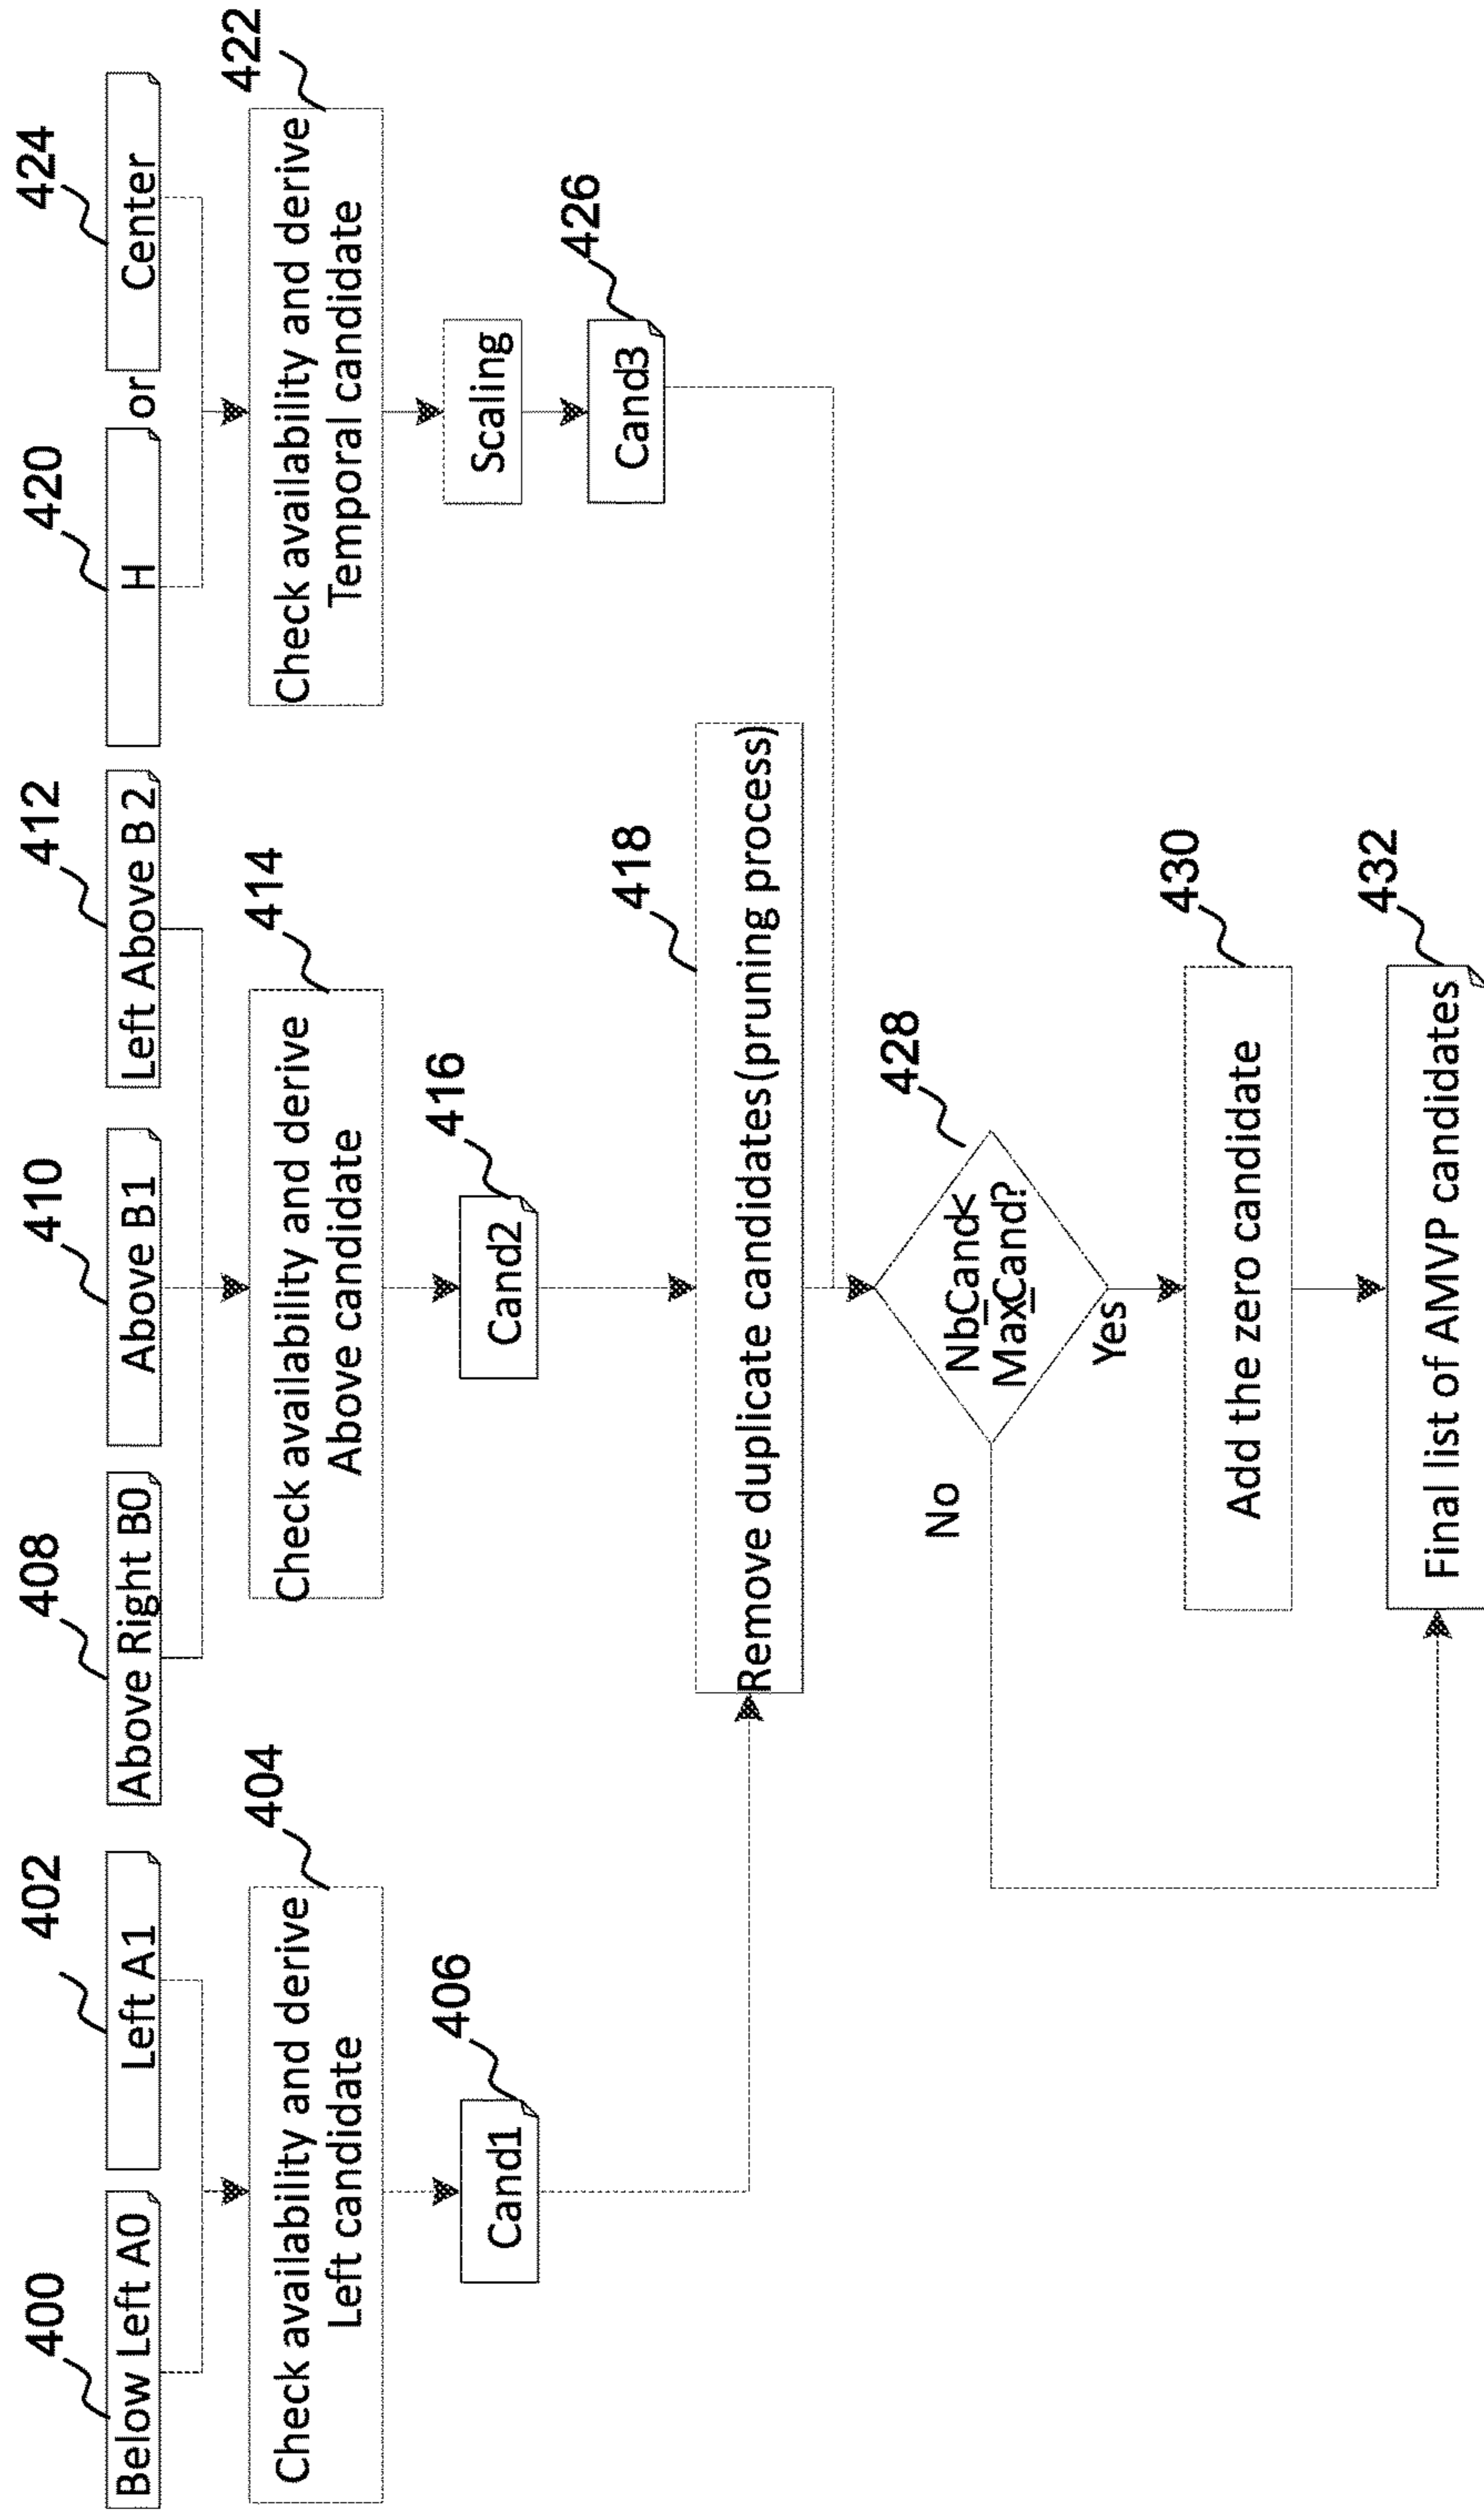 400
402
408
410
412
420
424
Below Left A0
Left A1
Above Right B0
Above B1
Left Above B2
H
or
Center
404
414
422
Check availability and derive
Left candidate
Check availability and derive
Above candidate
Check availability and derive
Temporal candidate
Scaling
406
416
426
Cand1
Cand2
Cand3
418
Remove duplicate candidates(pruning process)
428
NbCand<
MaxCand?
No
Yes
430
Add the zero candidate
432
Final list of AMVP candidates